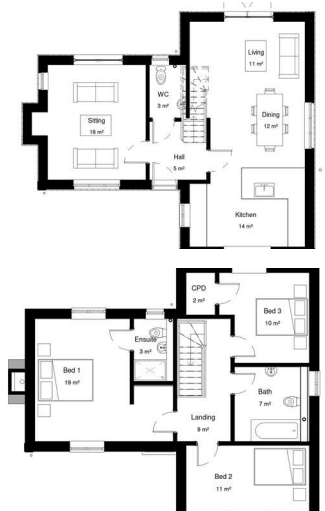 Living
11 m²
WC
3 m²
Dining
12 m²
Sitting
18 m²
Hall
5 m²
Kitchen
14 m²
CPD
2 m²
Bed 3
10 m²
Ensuite
3 m²
Bed 1
19 m²
Bath
7 m²
Landing
9 m²
Bed 2
11 m²